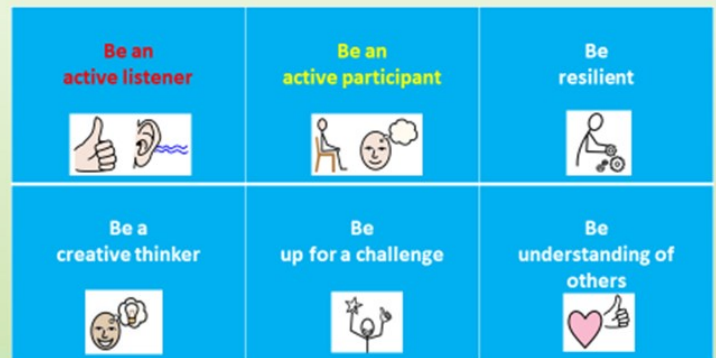 Be an
active listener
Be an
active participant
Be
resilient
Be a
creative thinker
Be
up for a challenge
Be
understanding of
others